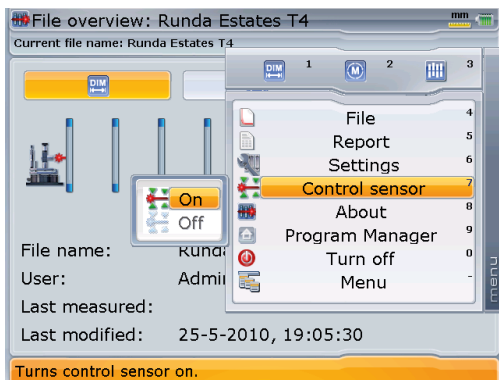 File overview: Runda Estates T4
mm
Current file name: Runda Estates T4
DIM
DIM 1 M 2 3
File 4
Report 5
Settings 6
Control sensor 7
About 8
Program Manager 9
Turn off 0
Menu -
On
Off
menu
File name: Runda
User: Admi
Last measured:
Last modified: 25-5-2010, 19:05:30
Turns control sensor on.